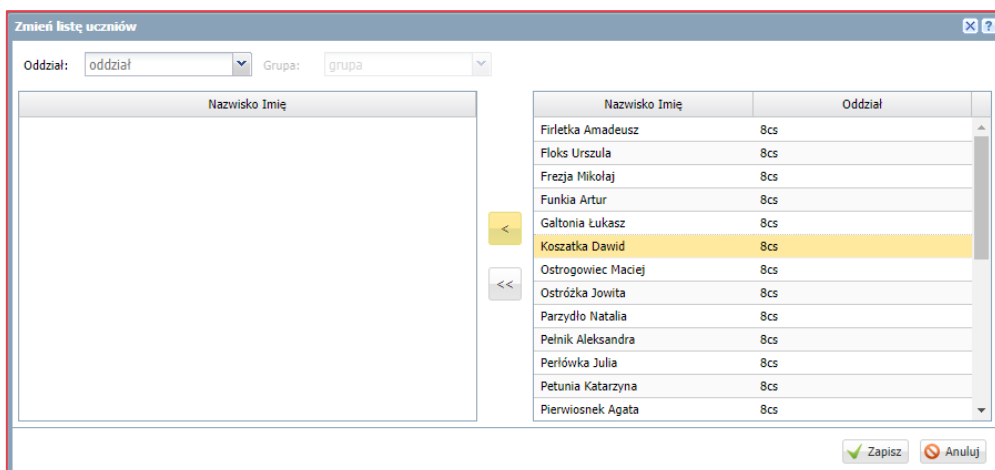 Zmień listę uczniów
Oddział: oddział Grupa: grupa
Nazwisko Imię
Nazwisko Imię Oddział
Firletka Amadeusz 8cs
Floks Urszula 8cs
Frezja Mikołaj 8cs
Funkia Artur 8cs
Galtonia Łukasz 8cs
Koszatka Dawid 8cs
Ostrogowiec Maciej 8cs
Ostróżka Jowita 8cs
Parzydło Natalia 8cs
Pełnik Aleksandra 8cs
Perłówka Julia 8cs
Petunia Katarzyna 8cs
Pierwiosnek Agata 8cs
<
<<
Zapisz Anuluj